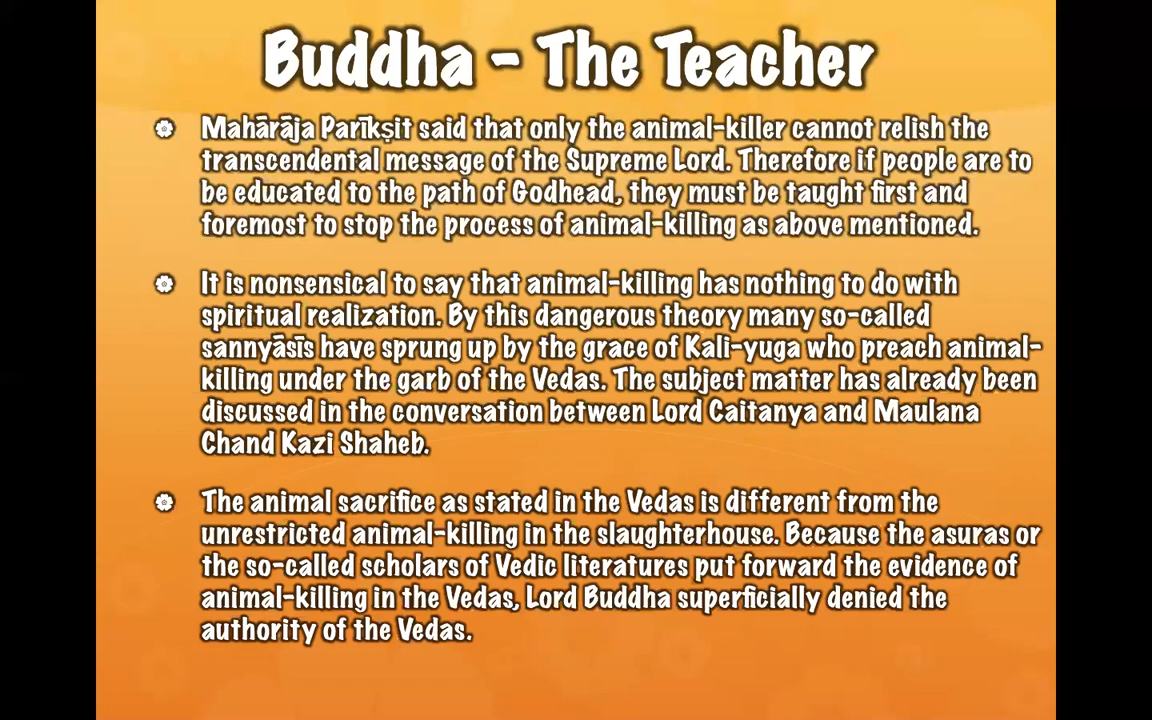 Buddha - The Teacher
Mahārāja Parīkṣit said that only the animal-killer cannot relish the
transcendental message of the Supreme Lord. Therefore if people are to
be educated to the path of Godhead, they must be taught first and
foremost to stop the process of animal-killing as above mentioned.
It is nonsensical to say that animal-killing has nothing to do with
spiritual realization. By this dangerous theory many so-called
sannyāsīs have sprung up by the grace of Kali-yuga who preach animal-
killing under the garb of the Vedas. The subject matter has already been
discussed in the conversation between Lord Caitanya and Maulana
Chand Kazi Shaheb.
The animal sacrifice as stated in the Vedas is different from the
unrestricted animal-killing in the slaughterhouse. Because the asuras or
the so-called scholars of Vedic literatures put forward the evidence of
animal-killing in the Vedas, Lord Buddha superficially denied the
authority of the Vedas.